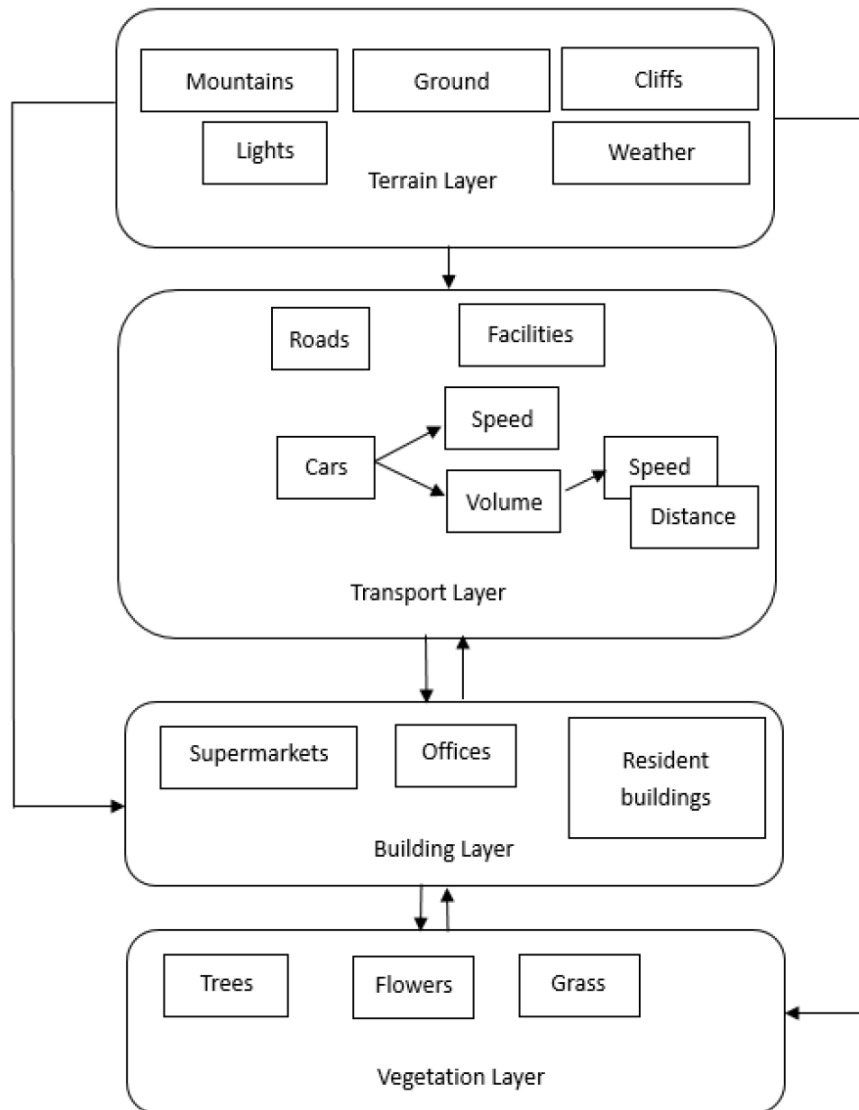 Mountains
Ground
Cliffs
Lights
Weather
Terrain Layer
Roads
Facilities
Speed
Cars
Speed
Volume
Distance
Transport Layer
Supermarkets
Offices
Resident
buildings
Building Layer
Trees
Flowers
Grass
Vegetation Layer